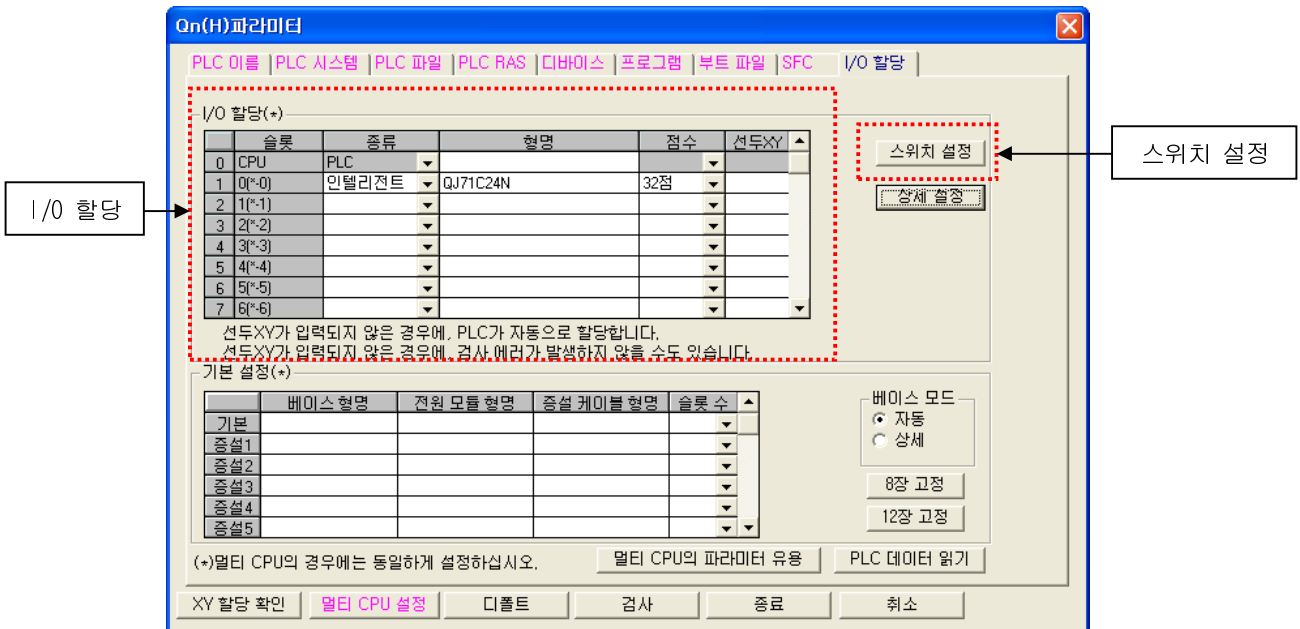 Qn(H)파라미터
PLC 이름 PLC 시스템 PLC 파일 PLC RAS 디바이스 프로그램 부트 파일 SFC I/O 할당
I/O 할당(*)
슬롯 종류 형명 점수 선두XY
0 CPU PLC
1 0(*-0) 인텔리전트 QJ71C24N 32점
2 1(*-1)
3 2(*-2)
4 3(*-3)
5 4(*-4)
6 5(*-5)
7 6(*-6)
선두XY가 입력되지 않은 경우에, PLC가 자동으로 할당합니다.
선두XY가 입력되지 않은 경우에, 검사 에러가 발생하지 않을 수도 있습니다.
스위치 설정
상세 설정
I/O 할당
스위치 설정
기본 설정(*)
베이스 형명 전원 모듈 형명 증설 케이블 형명 슬롯 수
기본
증설1
증설2
증설3
증설4
증설5
베이스 모드
자동
상세
8장 고정
12장 고정
(*)멀티 CPU의 경우에는 동일하게 설정하십시오.
멀티 CPU의 파라미터 유용 PLC 데이터 읽기
XY 할당 확인 멀티 CPU 설정 디폴트 검사 종료 취소